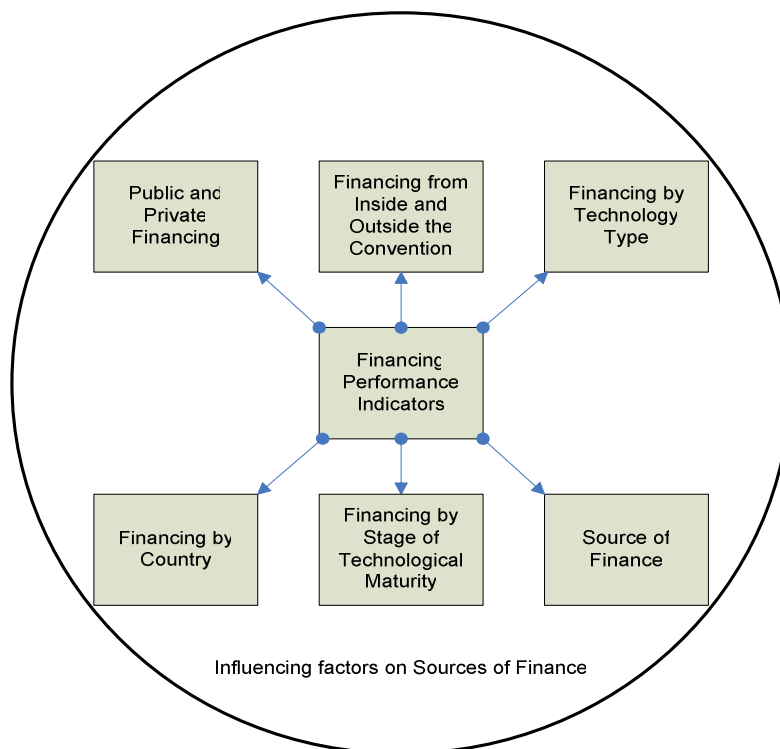 Public and
Private
Financing
Financing from
Inside and
Outside the
Convention
Financing by
Technology
Type
Financing
Performance
Indicators
Financing by
Country
Financing by
Stage of
Technological
Maturity
Source of
Finance
Influencing factors on Sources of Finance